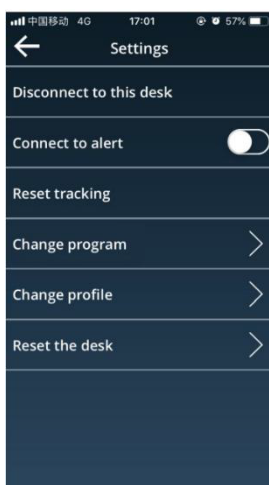 中国移动 4G 17:01 57%
Settings
Disconnect to this desk
Connect to alert
Reset tracking
Change program
Change profile
Reset the desk